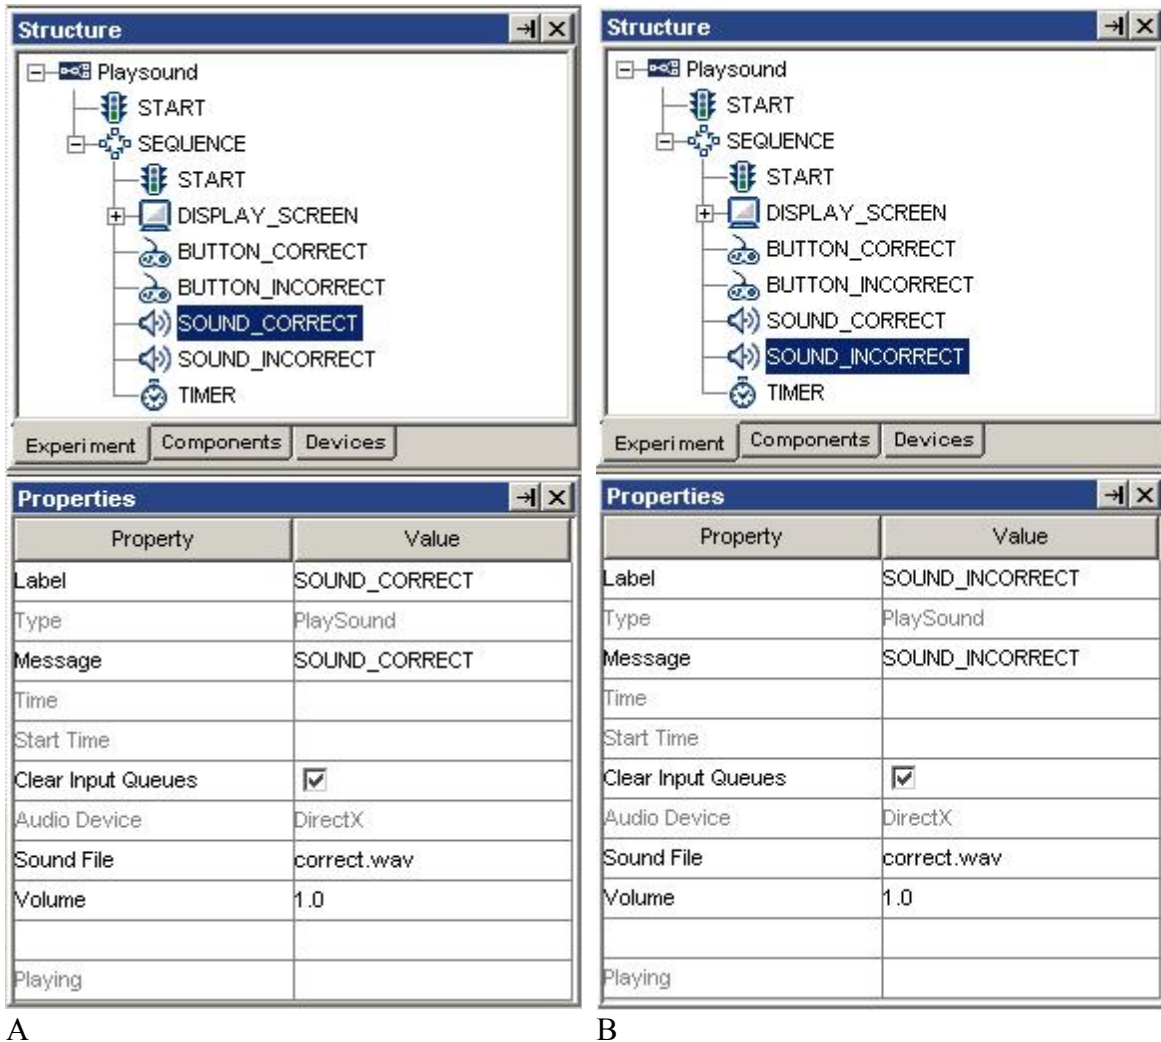 Structure
Playsound
START
SEQUENCE
START
DISPLAY_SCREEN
BUTTON_CORRECT
BUTTON_INCORRECT
SOUND_CORRECT
SOUND_INCORRECT
TIMER
Experiment Components Devices
Properties
Property Value
Label SOUND_CORRECT
Type PlaySound
Message SOUND_CORRECT
Time
Start Time
Clear Input Queues
Audio Device DirectX
Sound File correct.wav
Volume 1.0
Playing
A
Structure
Playsound
START
SEQUENCE
START
DISPLAY_SCREEN
BUTTON_CORRECT
BUTTON_INCORRECT
SOUND_CORRECT
SOUND_INCORRECT
TIMER
Experiment Components Devices
Properties
Property Value
Label SOUND_INCORRECT
Type PlaySound
Message SOUND_INCORRECT
Time
Start Time
Clear Input Queues
Audio Device DirectX
Sound File correct.wav
Volume 1.0
Playing
B